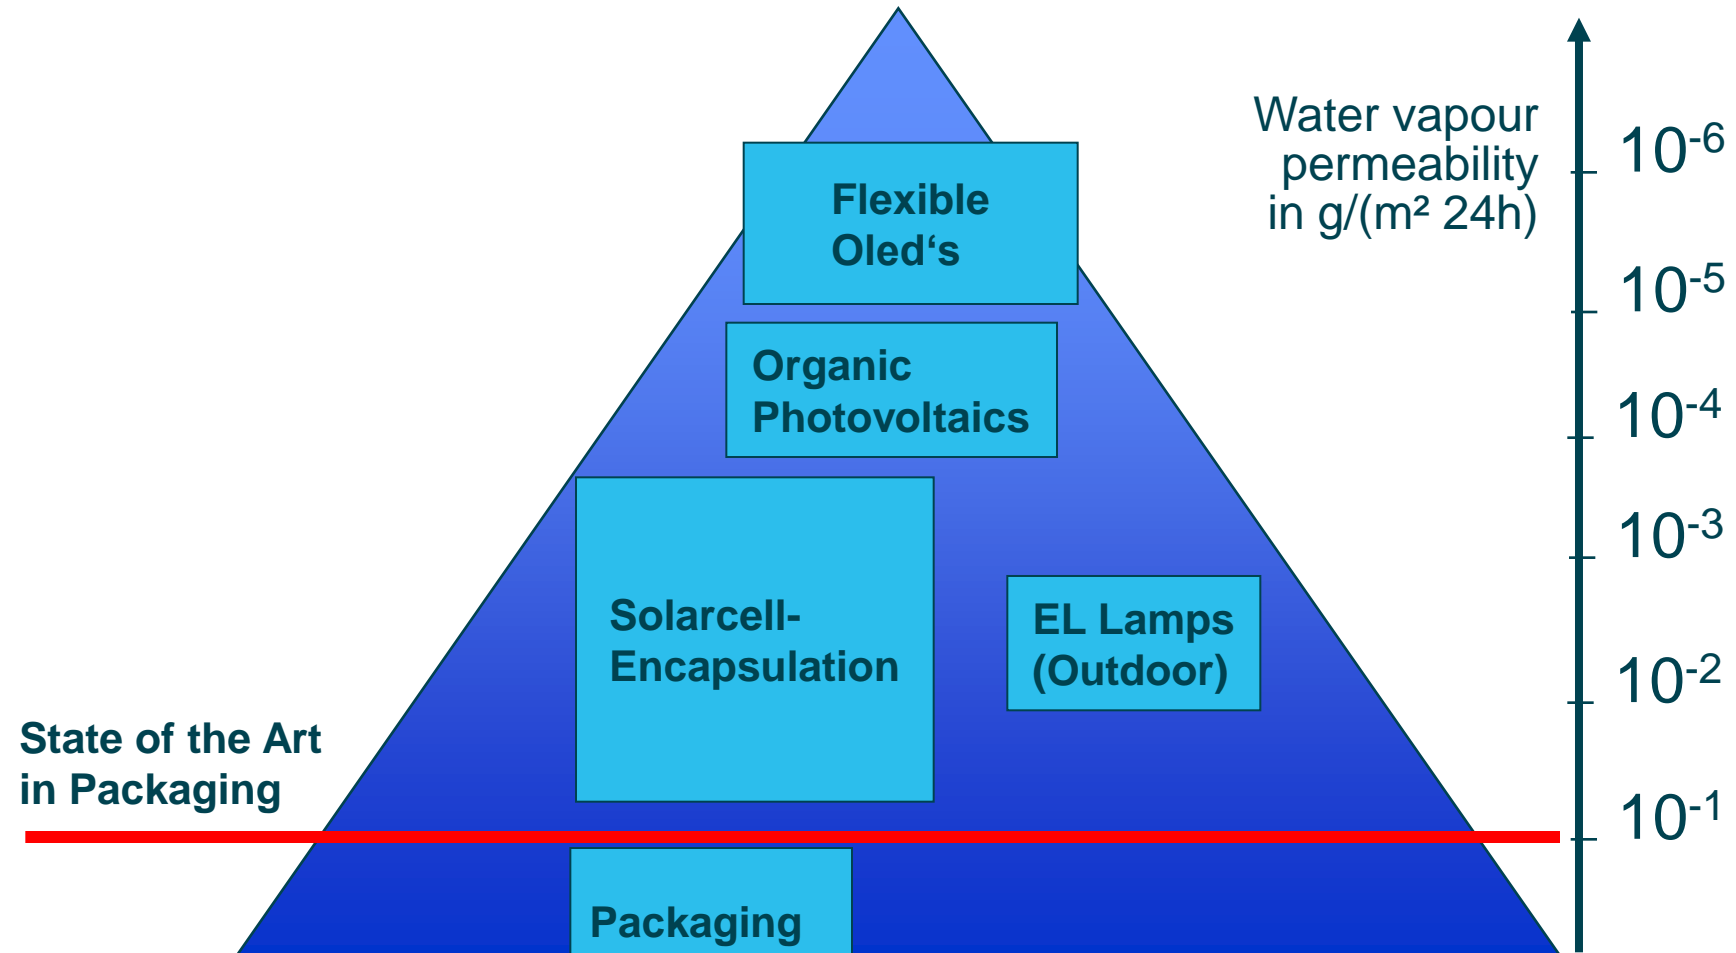 Water vapour
permeability
in g/(m² 24h)
10⁻⁶
Flexible
Oled‘s
10⁻⁵
Organic
Photovoltaics
10⁻⁴
10⁻³
Solarcell-
Encapsulation
EL Lamps
(Outdoor)
10⁻²
State of the Art
in Packaging
10⁻¹
Packaging